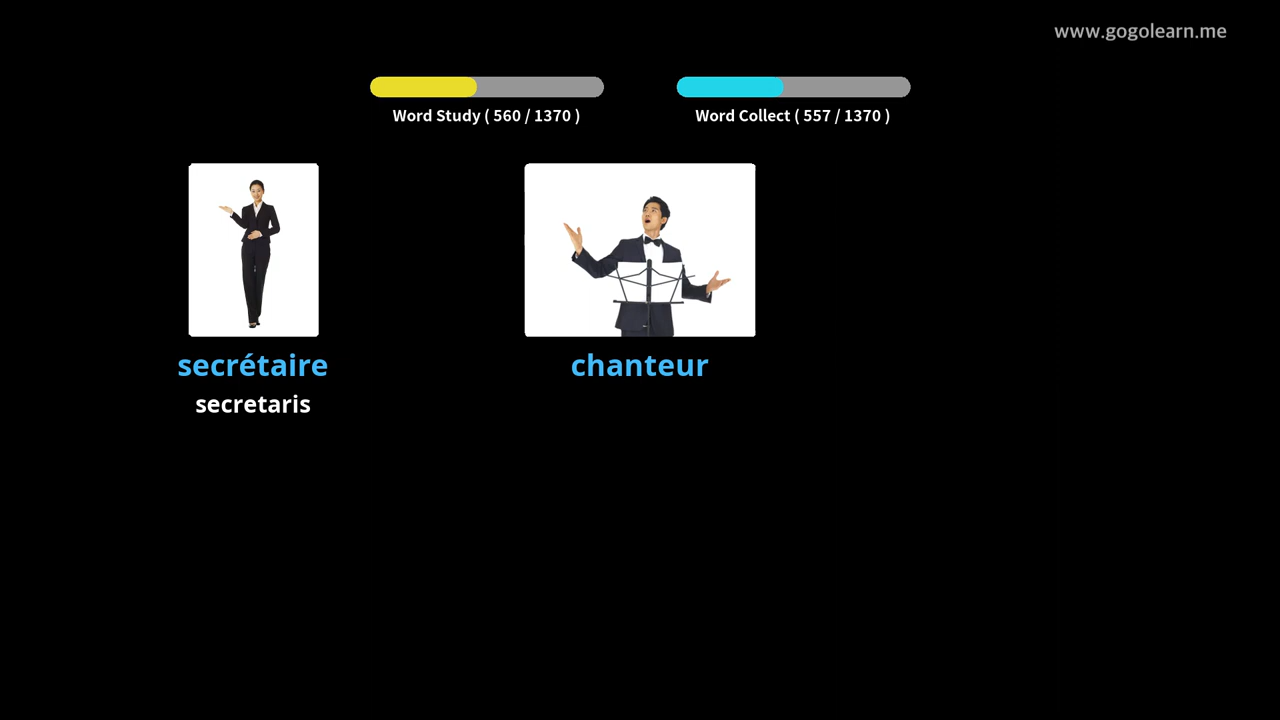 www.gogolearn.me
Word Study ( 560 / 1370 )
Word Collect ( 557 / 1370 )
secrétaire
chanteur
secretaris